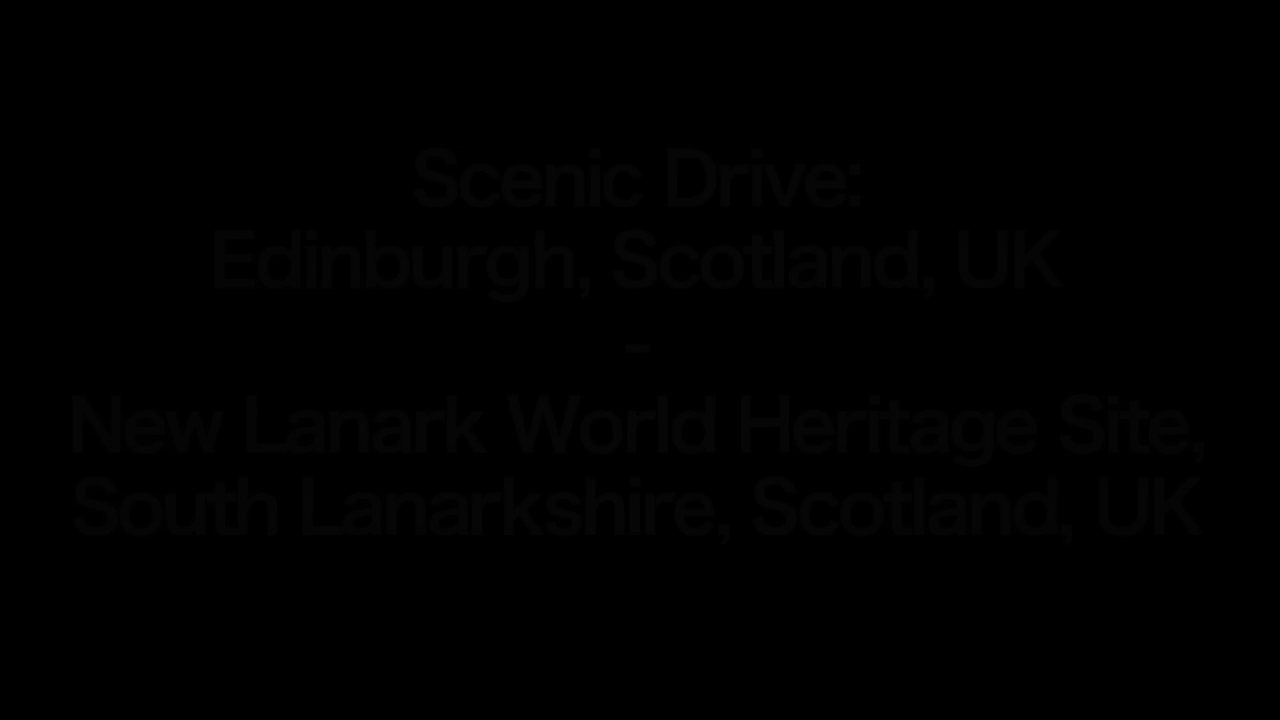 Scenic Drive:
Edinburgh, Scotland, UK
-
New Lanark World Heritage Site,
South Lanarkshire, Scotland, UK